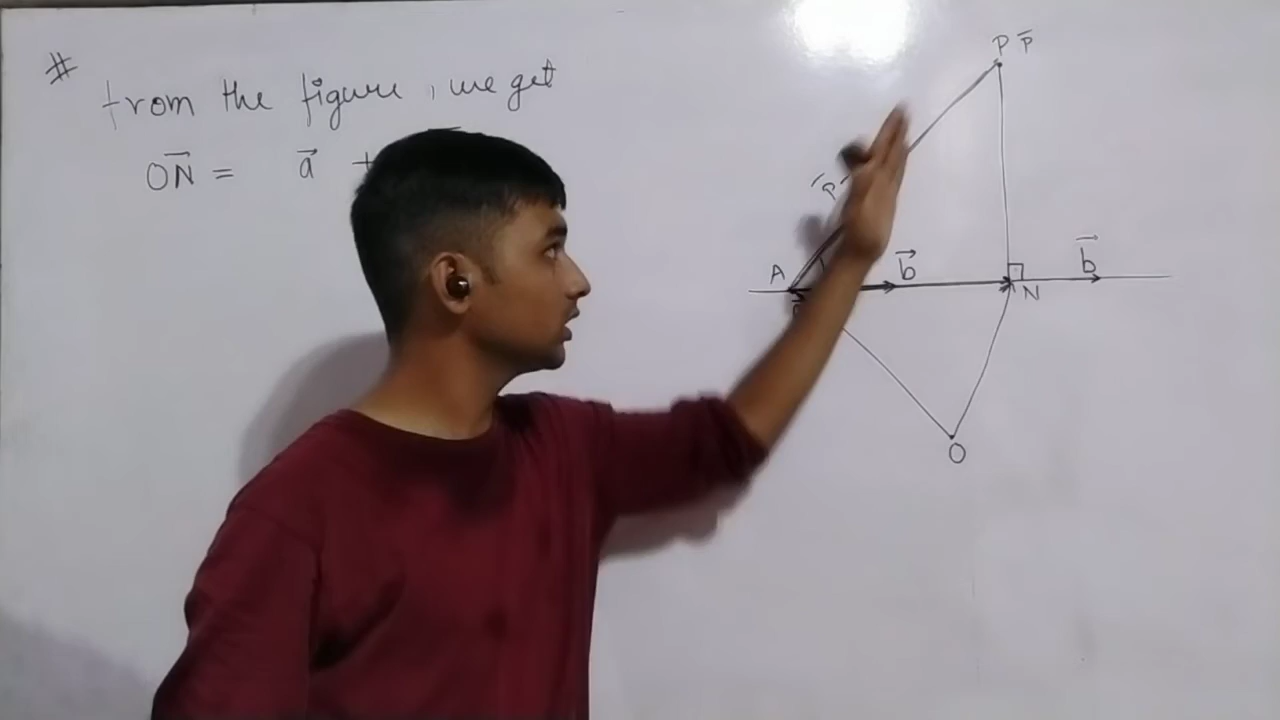 #
from the figure, we get
ON⃗ = a⃗ +
P p̄
A
b⃗
b⃗
N
O